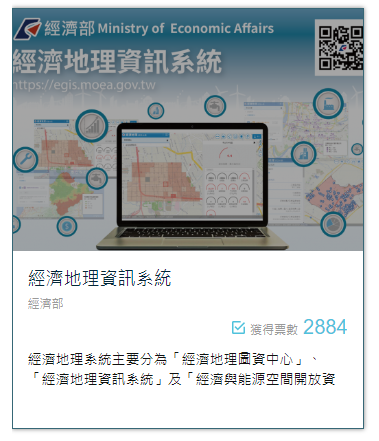 經濟部 Ministry of Economic Affairs
經濟地理資訊系統
https://egis.moea.gov.tw
經濟地理資訊系統
經濟部
獲得票數 2884
經濟地理系統主要分為「經濟地理圖資中心」、
「經濟地理資訊系統」及「經濟與能源空間開放資